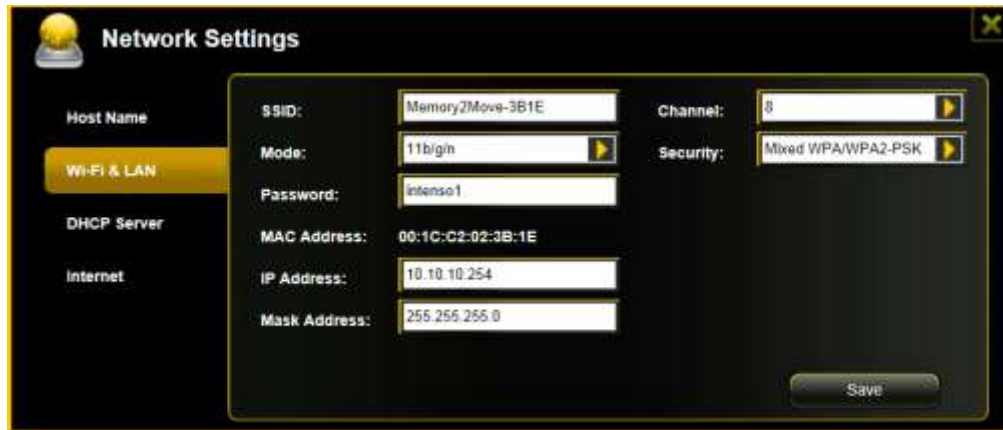 Network Settings
Host Name
Wi-Fi & LAN
DHCP Server
Internet
SSID: Memory2Move-3B1E
Mode: 11b/g/n
Password: intenso1
MAC Address: 00:1C:C2:02:3B:1E
IP Address: 10.10.10.254
Mask Address: 255.255.255.0
Channel: 8
Security: Mixed WPA/WPA2-PSK
Save